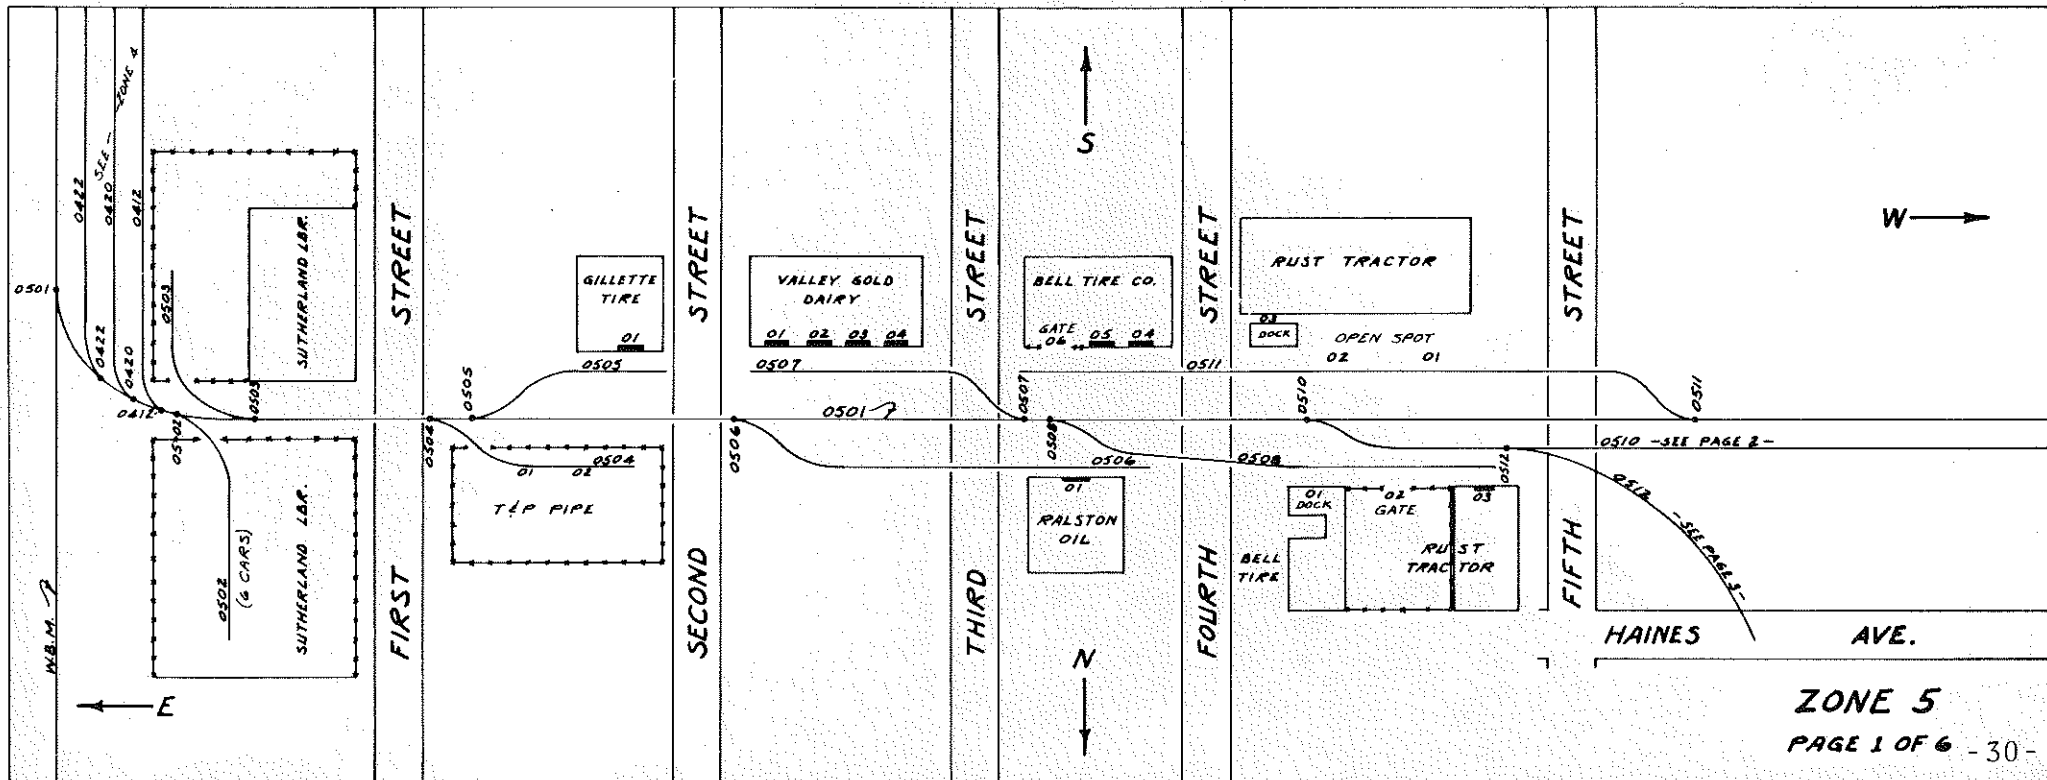 0422
0420 SEE - ZONE 4
0412
0501
0422
0420
0412
0502
0503
0503
SUTHERLAND LBR.
0502
(6 CARS)
SUTHERLAND LBR.
W.B.M.
E
FIRST STREET
GILLETTE
TIRE
01
0505
0505
0504
01 02 0504
T&P PIPE
SECOND STREET
VALLEY GOLD
DAIRY
01 02 03 04
0507
0501
0506
THIRD STREET
S
BELL TIRE CO.
GATE
06 05 04
0507
0508
0506
01
RALSTON
OIL
N
FOURTH STREET
RUST TRACTOR
03
DOCK
OPEN SPOT
02 01
0511
0510
0508
0512
01
DOCK
02
GATE
03
BELL
TIRE
RUST
TRACTOR
FIFTH STREET
W
0511
0510 -SEE PAGE 2-
0512 -SEE PAGE 3-
HAINES AVE.
ZONE 5
PAGE 1 OF 6 -30-